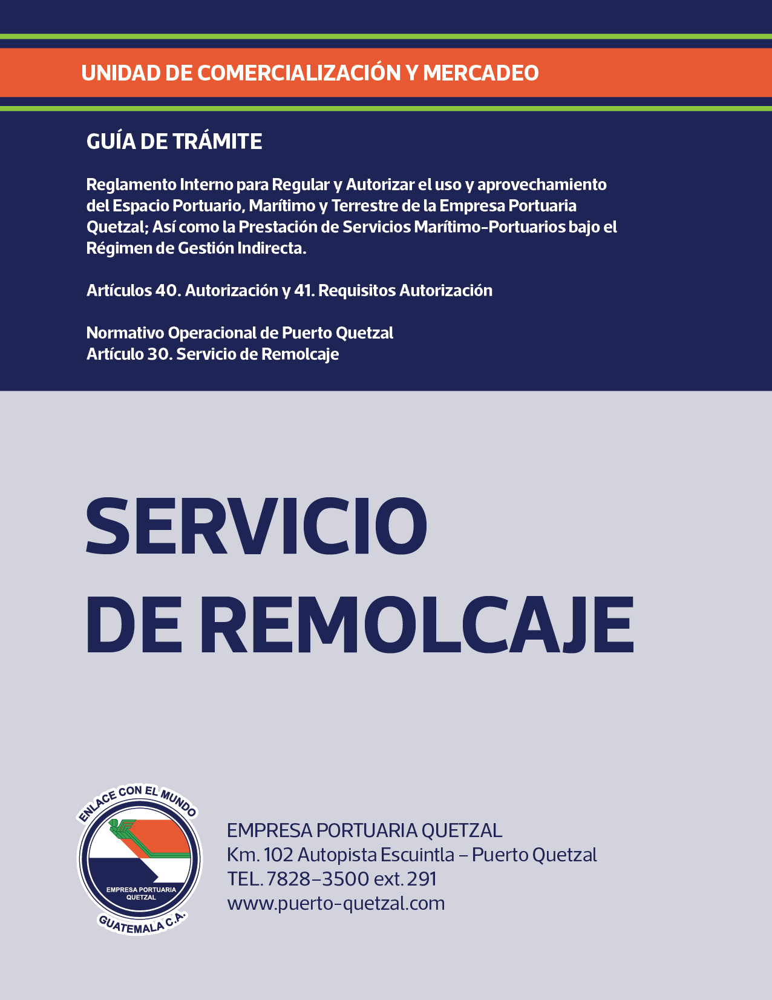 UNIDAD DE COMERCIALIZACIÓN Y MERCADEO
GUÍA DE TRÁMITE
Reglamento Interno para Regular y Autorizar el uso y aprovechamiento
del Espacio Portuario, Marítimo y Terrestre de la Empresa Portuaria
Quetzal; Así como la Prestación de Servicios Marítimo-Portuarios bajo el
Régimen de Gestión Indirecta.
Artículos 40. Autorización y 41. Requisitos Autorización
Normativo Operacional de Puerto Quetzal
Artículo 30. Servicio de Remolcaje
SERVICIO
DE REMOLCAJE
ENLACE CON EL MUNDO
EMPRESA PORTUARIA
QUETZAL
GUATEMALA C.A.
EMPRESA PORTUARIA QUETZAL
Km. 102 Autopista Escuintla – Puerto Quetzal
TEL. 7828–3500 ext. 291
www.puerto-quetzal.com